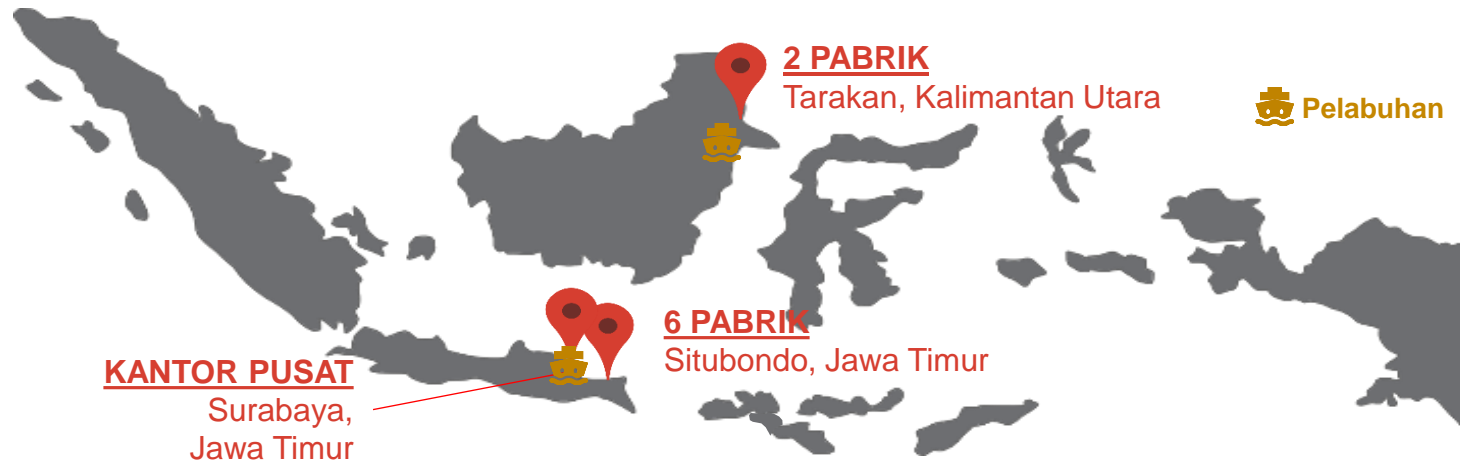 2 PABRIK
Tarakan, Kalimantan Utara
Pelabuhan
6 PABRIK
Situbondo, Jawa Timur
KANTOR PUSAT
Surabaya,
Jawa Timur